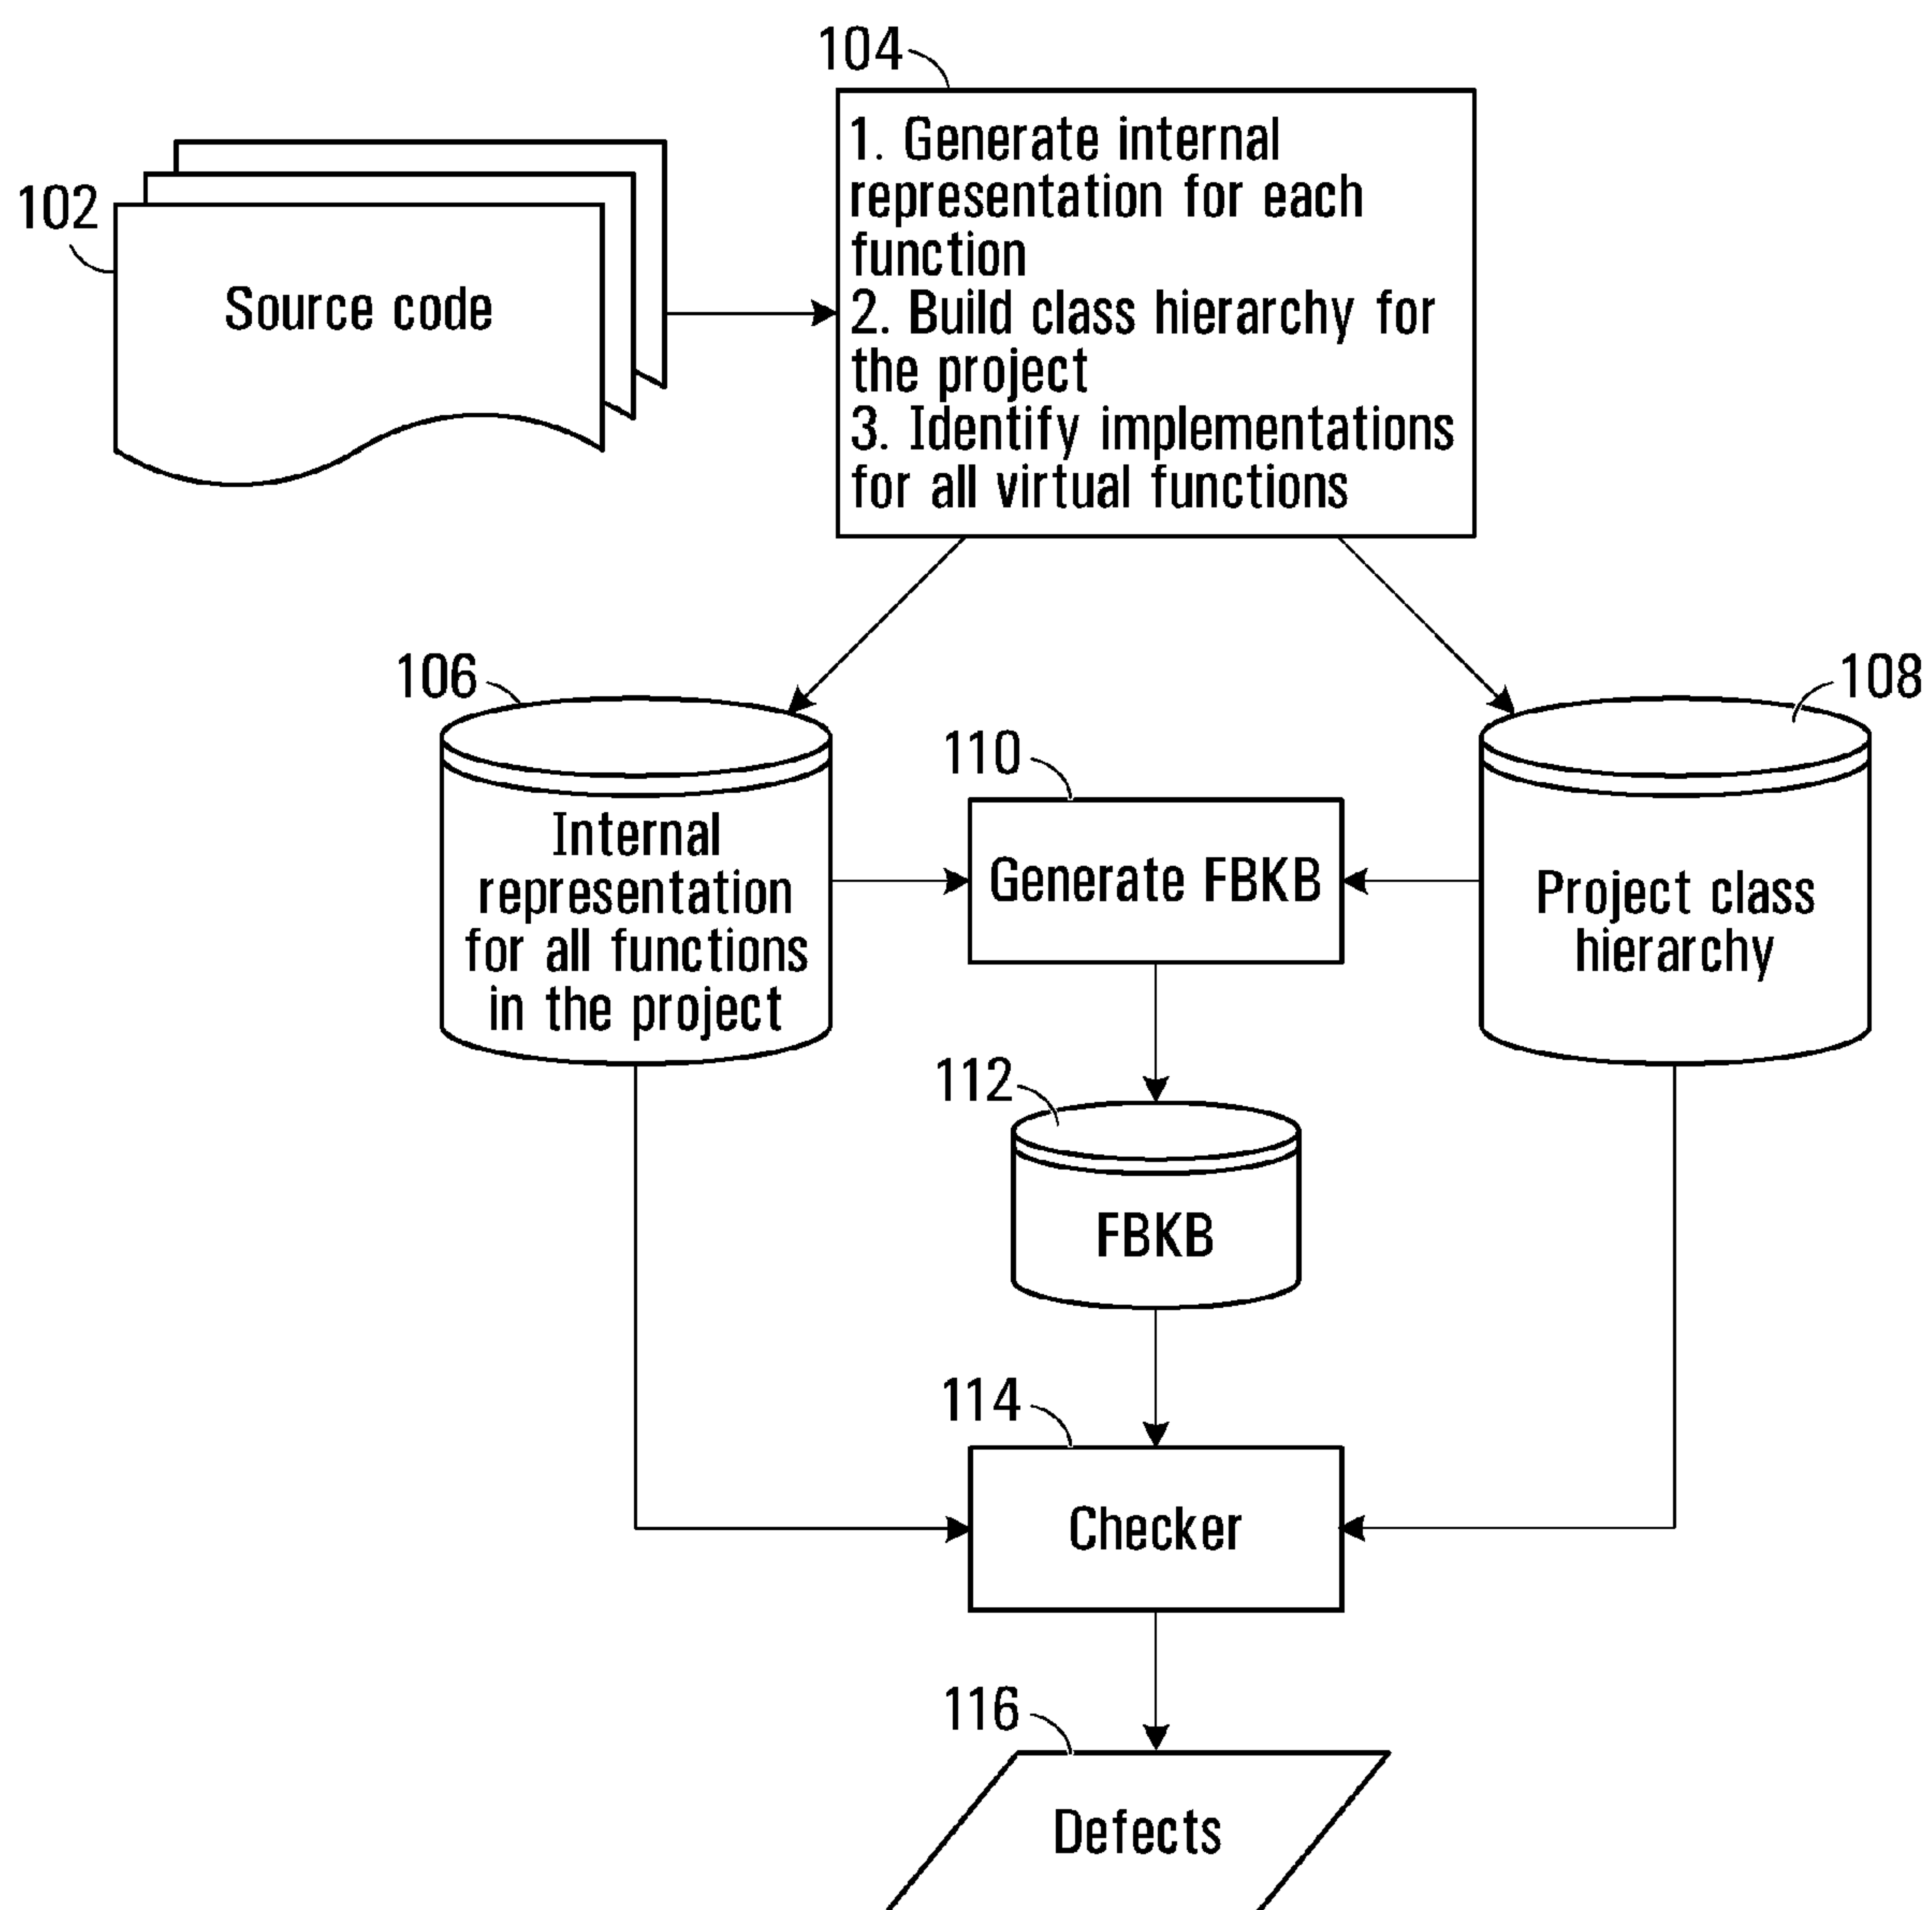 104
1. Generate internal
representation for each
function
2. Build class hierarchy for
the project
3. Identify implementations
for all virtual functions
102
Source code
106
108
110
Internal
representation
for all functions
in the project
Generate FBKB
Project class
hierarchy
112
FBKB
114
Checker
116
Defects